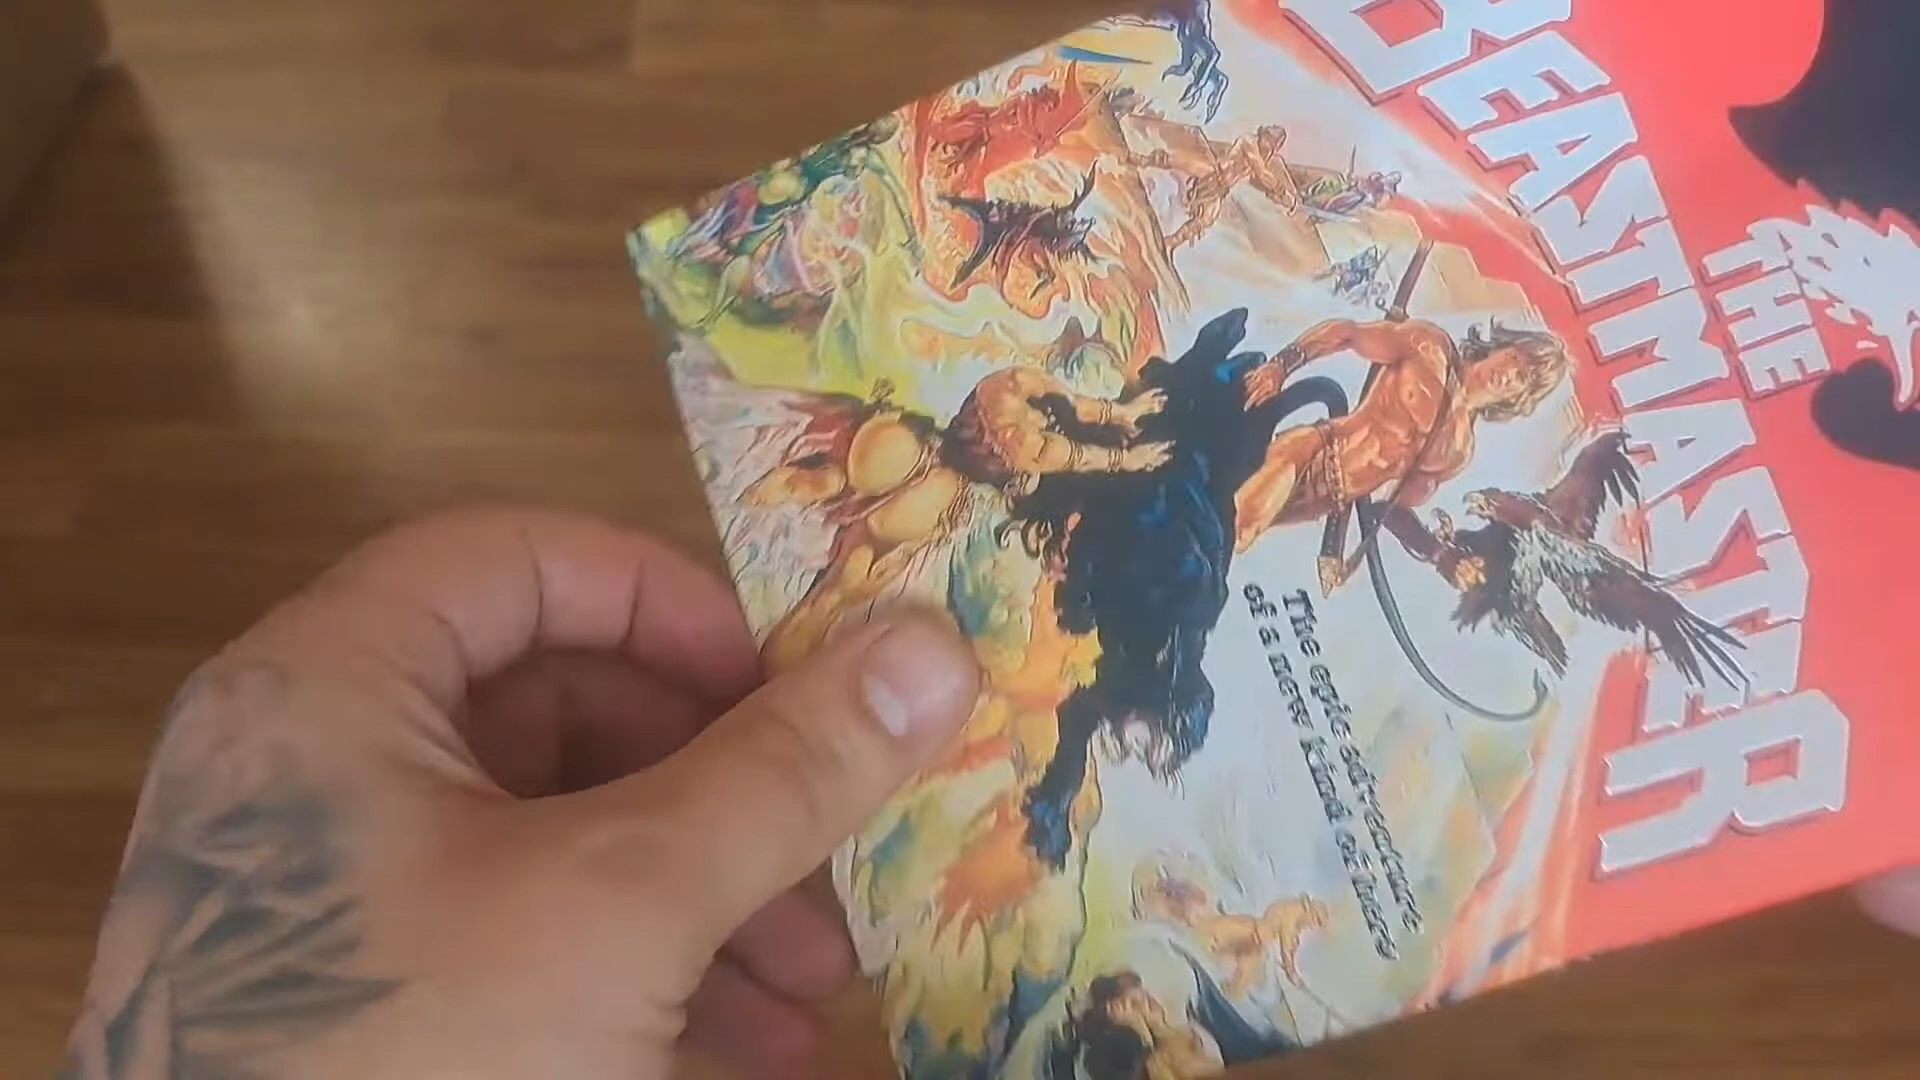 THE
BEASTMASTER
The epic adventure
of a new kind of hero